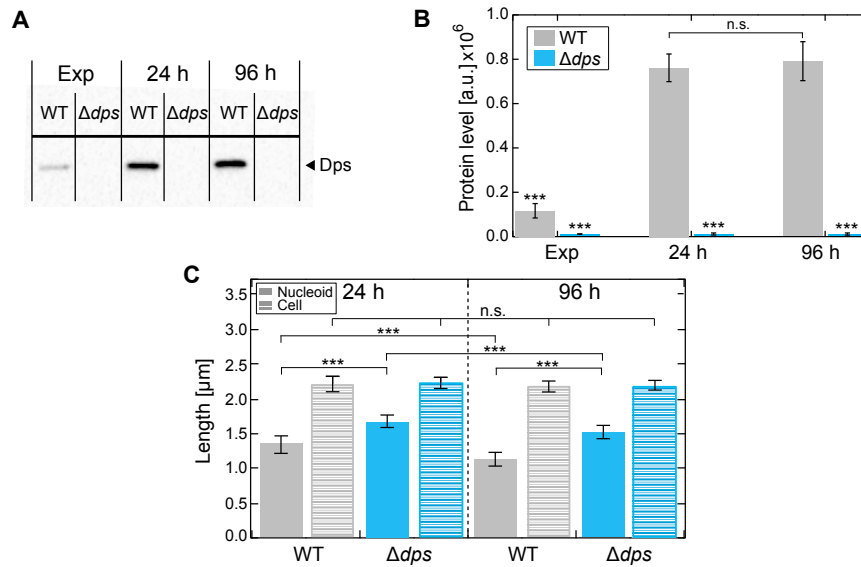 A
Exp 24 h 96 h
WT Δdps WT Δdps WT Δdps
◄ Dps
B
Protein level [a.u.] x10⁶
1.0
0.8
0.6
0.4
0.2
0.0
WT
Δdps
n.s.
*** *** *** ***
Exp 24 h 96 h
C
Length [µm]
3.5
3.0
2.5
2.0
1.5
1.0
0.5
0.0
Nucleoid
Cell
24 h 96 h
n.s.
***
*** ***
***
WT Δdps WT Δdps